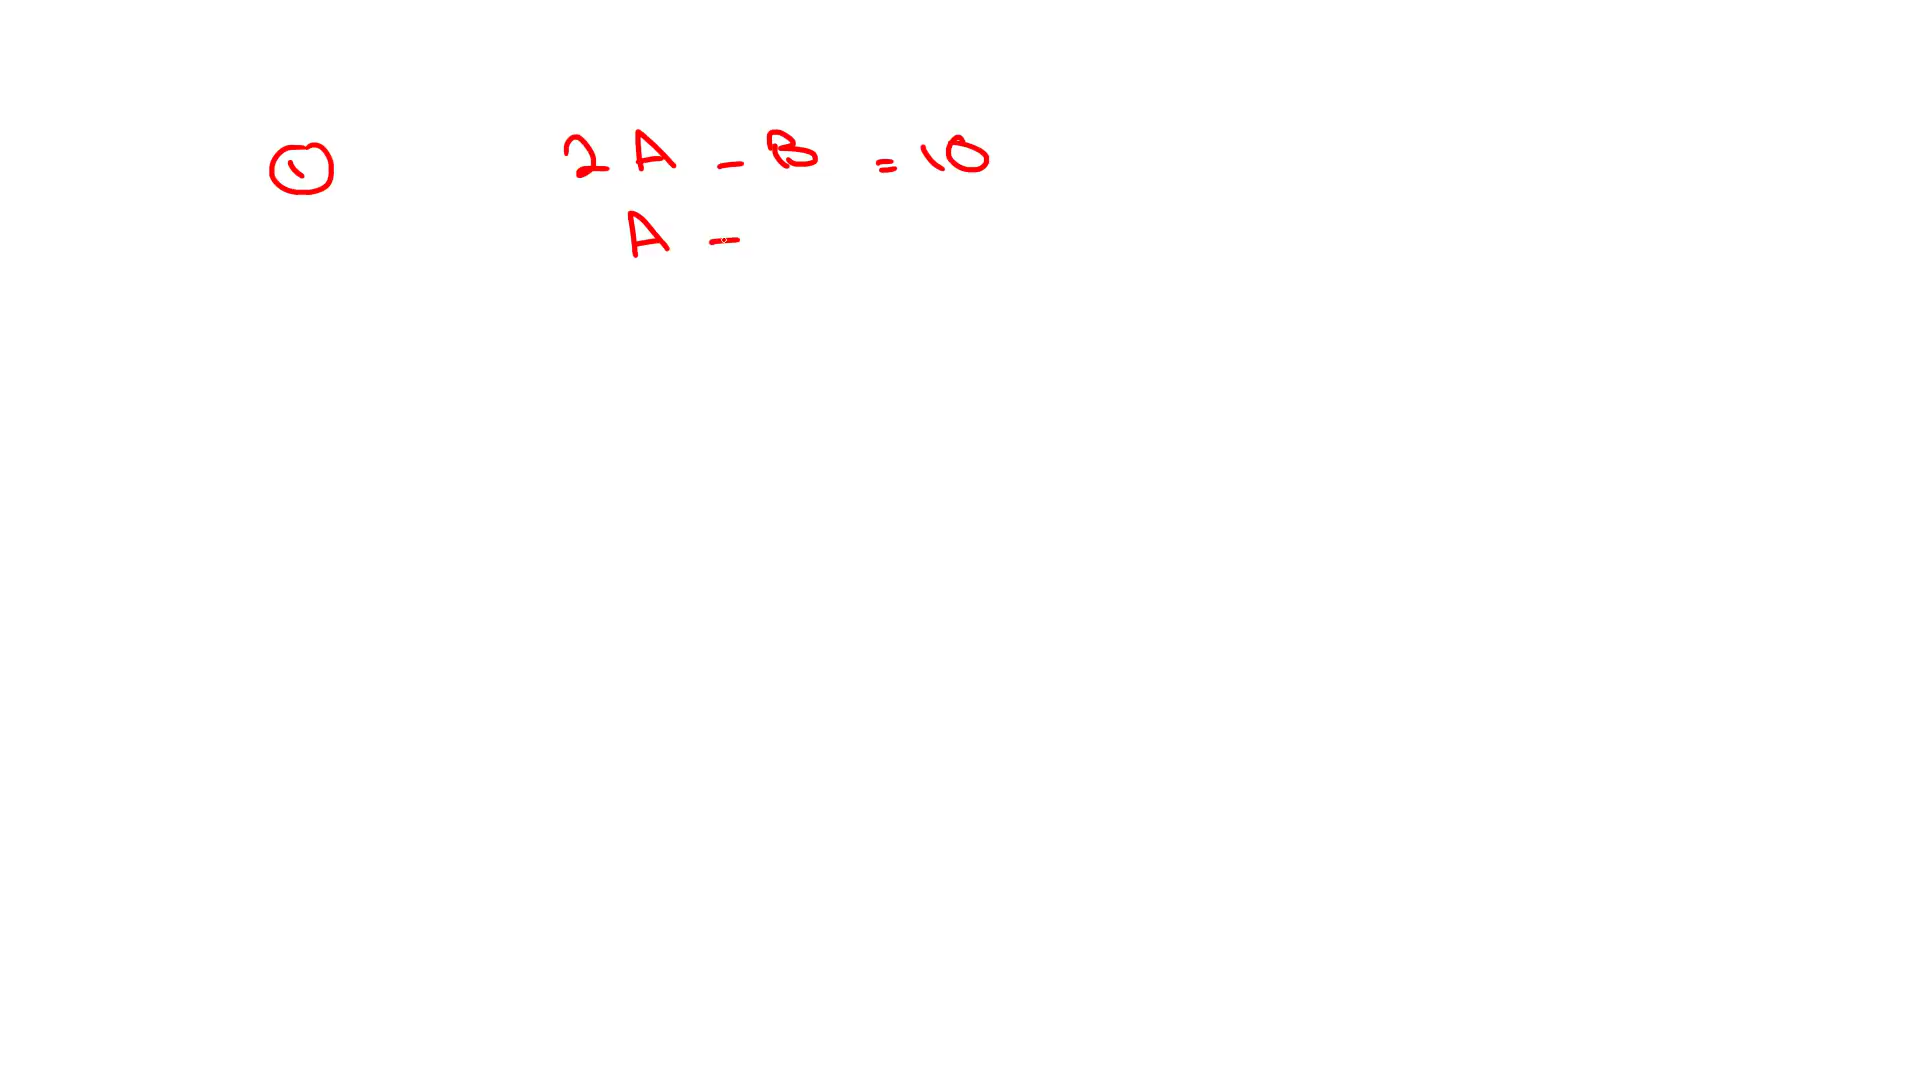 ① 2A - B = 10
A -